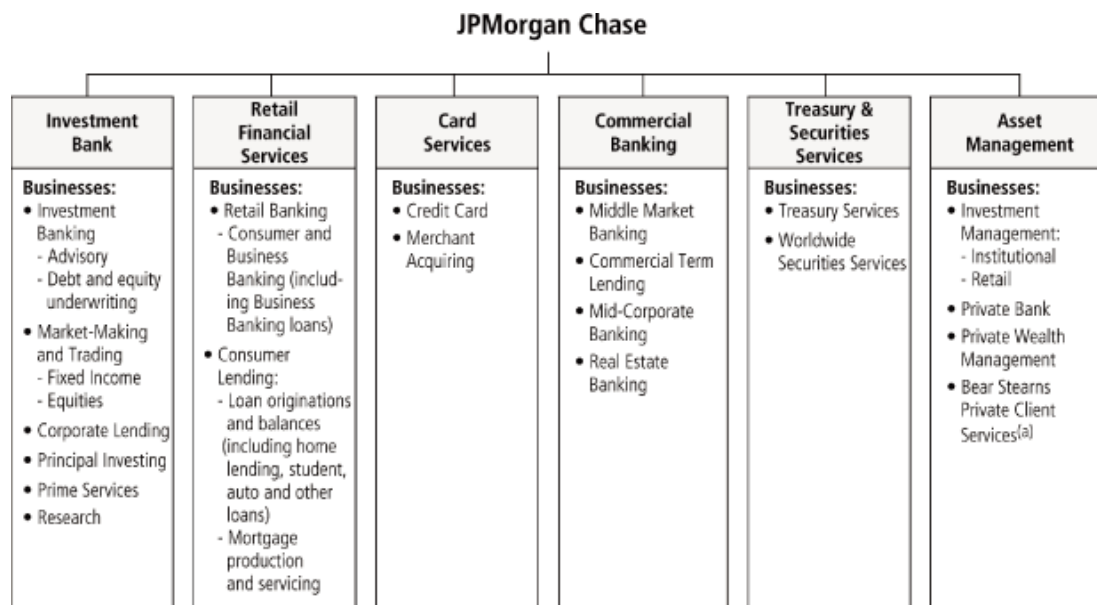 JPMorgan Chase
Investment
Bank
Businesses:
• Investment
Banking
- Advisory
- Debt and equity
underwriting
• Market-Making
and Trading
- Fixed Income
- Equities
• Corporate Lending
• Principal Investing
• Prime Services
• Research
Retail
Financial
Services
Businesses:
• Retail Banking
- Consumer and
Business
Banking (includ-
ing Business
Banking loans)
• Consumer
Lending:
- Loan originations
and balances
(including home
lending, student,
auto and other
loans)
- Mortgage
production
and servicing
Card
Services
Businesses:
• Credit Card
• Merchant
Acquiring
Commercial
Banking
Businesses:
• Middle Market
Banking
• Commercial Term
Lending
• Mid-Corporate
Banking
• Real Estate
Banking
Treasury &
Securities
Services
Businesses:
• Treasury Services
• Worldwide
Securities Services
Asset
Management
Businesses:
• Investment
Management:
- Institutional
- Retail
• Private Bank
• Private Wealth
Management
• Bear Stearns
Private Client
Services(a)